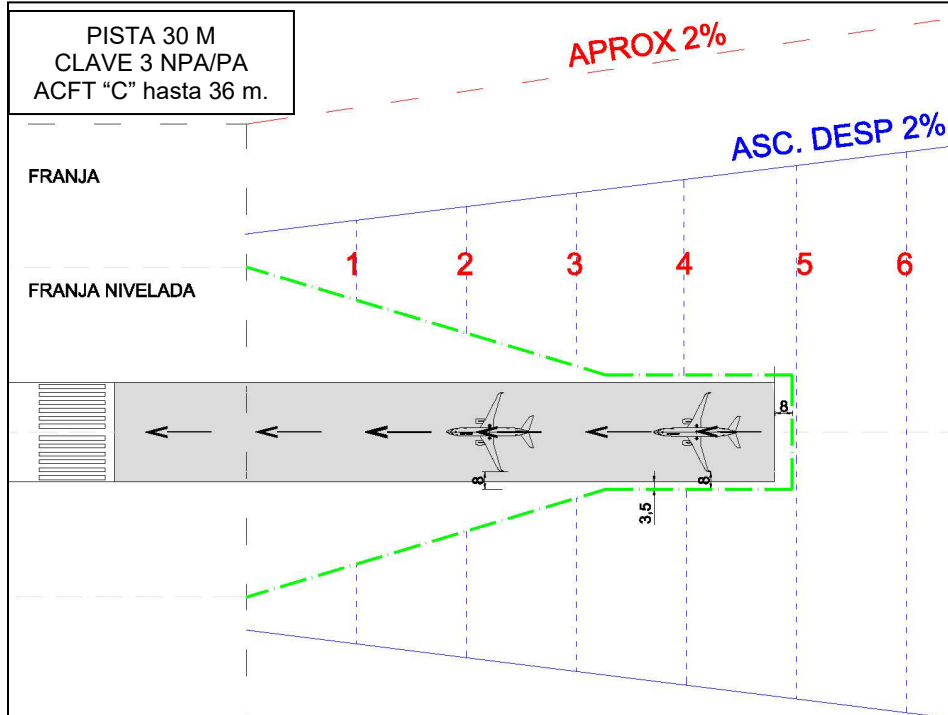 PISTA 30 M
CLAVE 3 NPA/PA
ACFT “C” hasta 36 m.
APROX 2%
ASC. DESP 2%
FRANJA
1 2 3 4 5 6
FRANJA NIVELADA
8
8
8
3,5